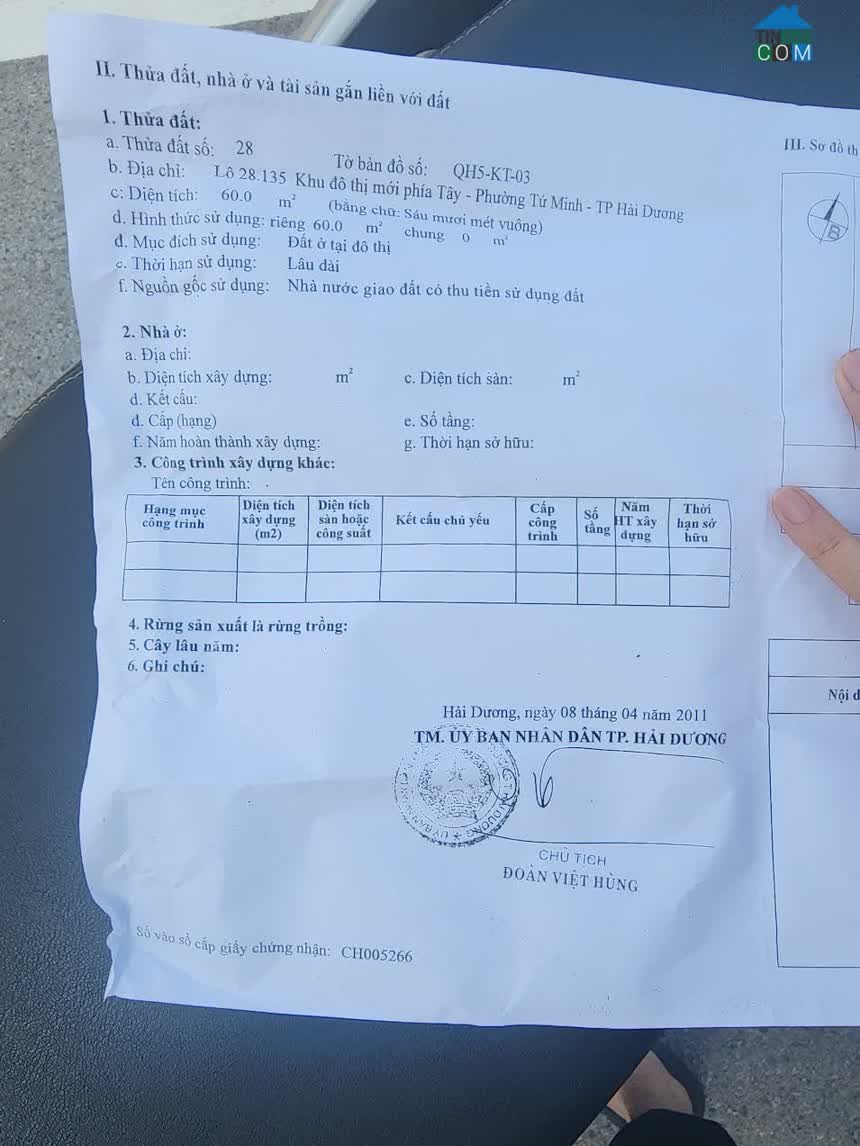 TIN
COM
II. Thửa đất, nhà ở và tài sản gắn liền với đất
1. Thửa đất:
a. Thửa đất số: 28 Tờ bản đồ số: QH5-KT-03
b. Địa chỉ: Lô 28.135 Khu đô thị mới phía Tây - Phường Tứ Minh - TP Hải Dương
c: Diện tích: 60.0 m² (bằng chữ: Sáu mươi mét vuông)
d. Hình thức sử dụng: riêng 60.0 m² chung 0 m²
đ. Mục đích sử dụng: Đất ở tại đô thị
e. Thời hạn sử dụng: Lâu dài
f. Nguồn gốc sử dụng: Nhà nước giao đất có thu tiền sử dụng đất
2. Nhà ở:
a. Địa chỉ:
b. Diện tích xây dựng: m² c. Diện tích sàn: m²
d. Kết cấu:
d. Cấp (hạng) e. Số tầng:
f. Năm hoàn thành xây dựng: g. Thời hạn sở hữu:
3. Công trình xây dựng khác:
Tên công trình:
Hạng mục công trình Diện tích xây dựng (m2) Diện tích sàn hoặc công suất Kết cấu chủ yếu Cấp công trình Số tầng Năm HT xây dựng Thời hạn sở hữu
4. Rừng sản xuất là rừng trồng:
5. Cây lâu năm:
6. Ghi chú:
Hải Dương, ngày 08 tháng 04 năm 2011
TM. ỦY BAN NHÂN DÂN TP. HẢI DƯƠNG
CHỦ TỊCH
ĐOÀN VIỆT HÙNG
Số vào sổ cấp giấy chứng nhận: CH005266
III. Sơ đồ th
B
Nội d